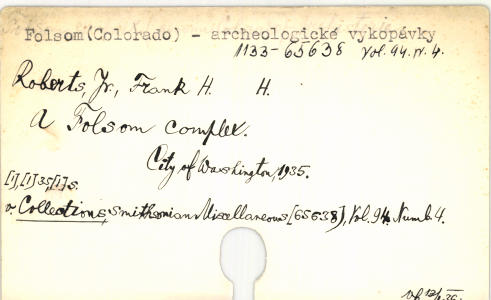 Folsom(Colorado) - archeologické vykopávky
1133-65638 Vol.94.N.4.
Roberts, Jr., Frank H. H.
A Folsom complex.
City of Washington, 1935.
[1],[1]35[1]s.
v. Collections, Smithsonian Miscellaneous [65638], Vol.94. Numb.4.